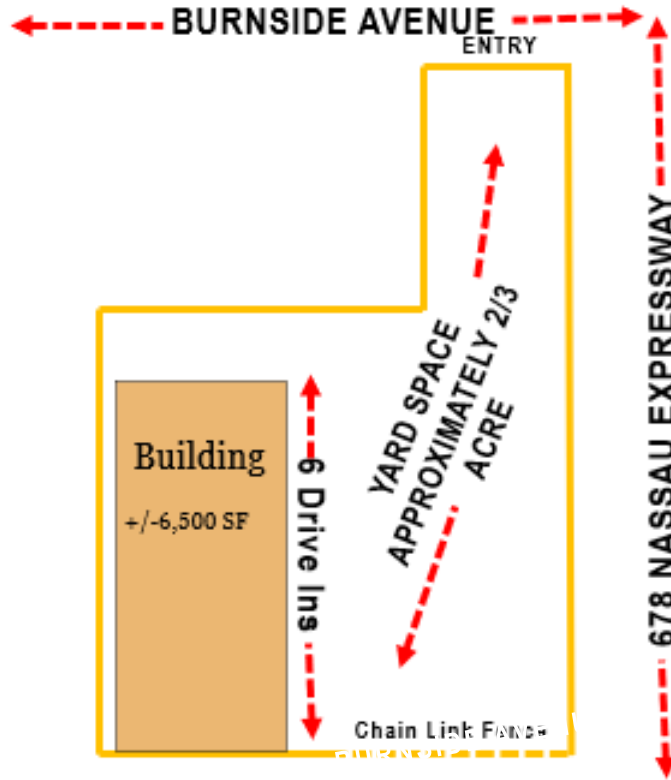 BURNSIDE AVENUE
ENTRY
678 NASSAU EXPRESSWAY
YARD SPACE
APPROXIMATELY 2/3
ACRE
Building
+/-6,500 SF
6 Drive Ins
Chain Link Fence